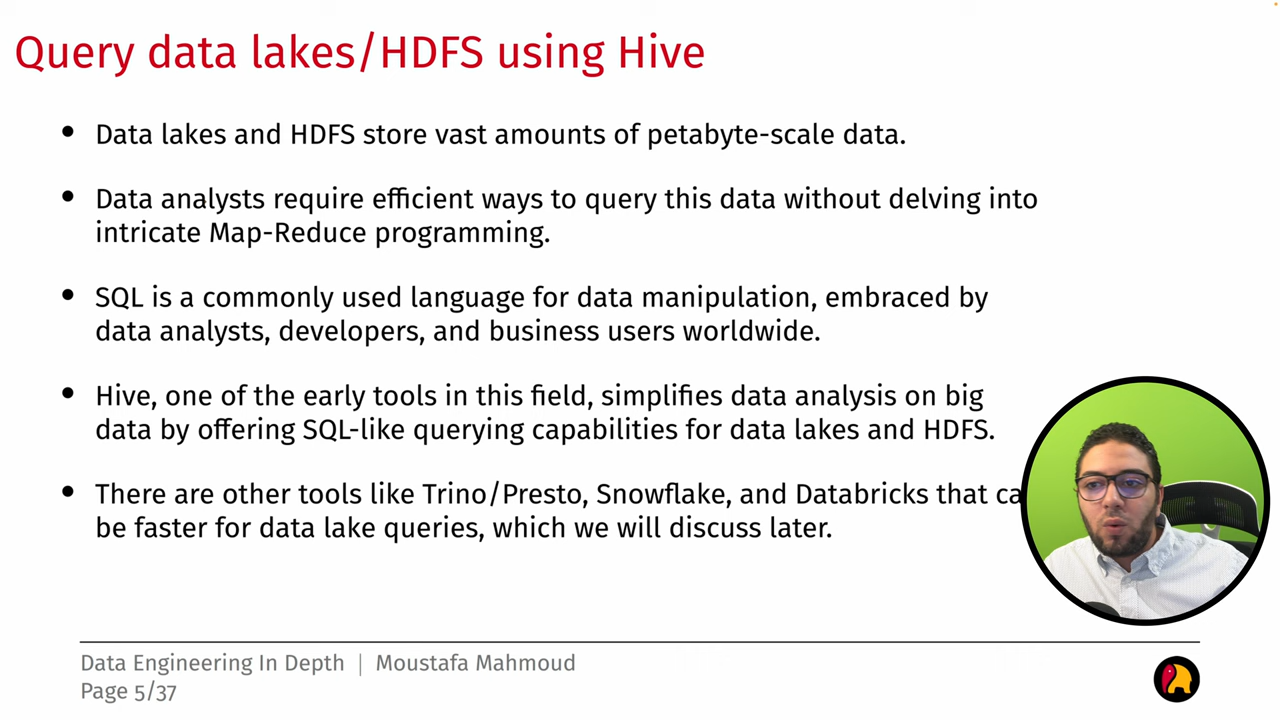 Query data lakes/HDFS using Hive
• Data lakes and HDFS store vast amounts of petabyte-scale data.
• Data analysts require efficient ways to query this data without delving into
intricate Map-Reduce programming.
• SQL is a commonly used language for data manipulation, embraced by
data analysts, developers, and business users worldwide.
• Hive, one of the early tools in this field, simplifies data analysis on big
data by offering SQL-like querying capabilities for data lakes and HDFS.
• There are other tools like Trino/Presto, Snowflake, and Databricks that
be faster for data lake queries, which we will discuss later.
Data Engineering In Depth | Moustafa Mahmoud
Page 5/37